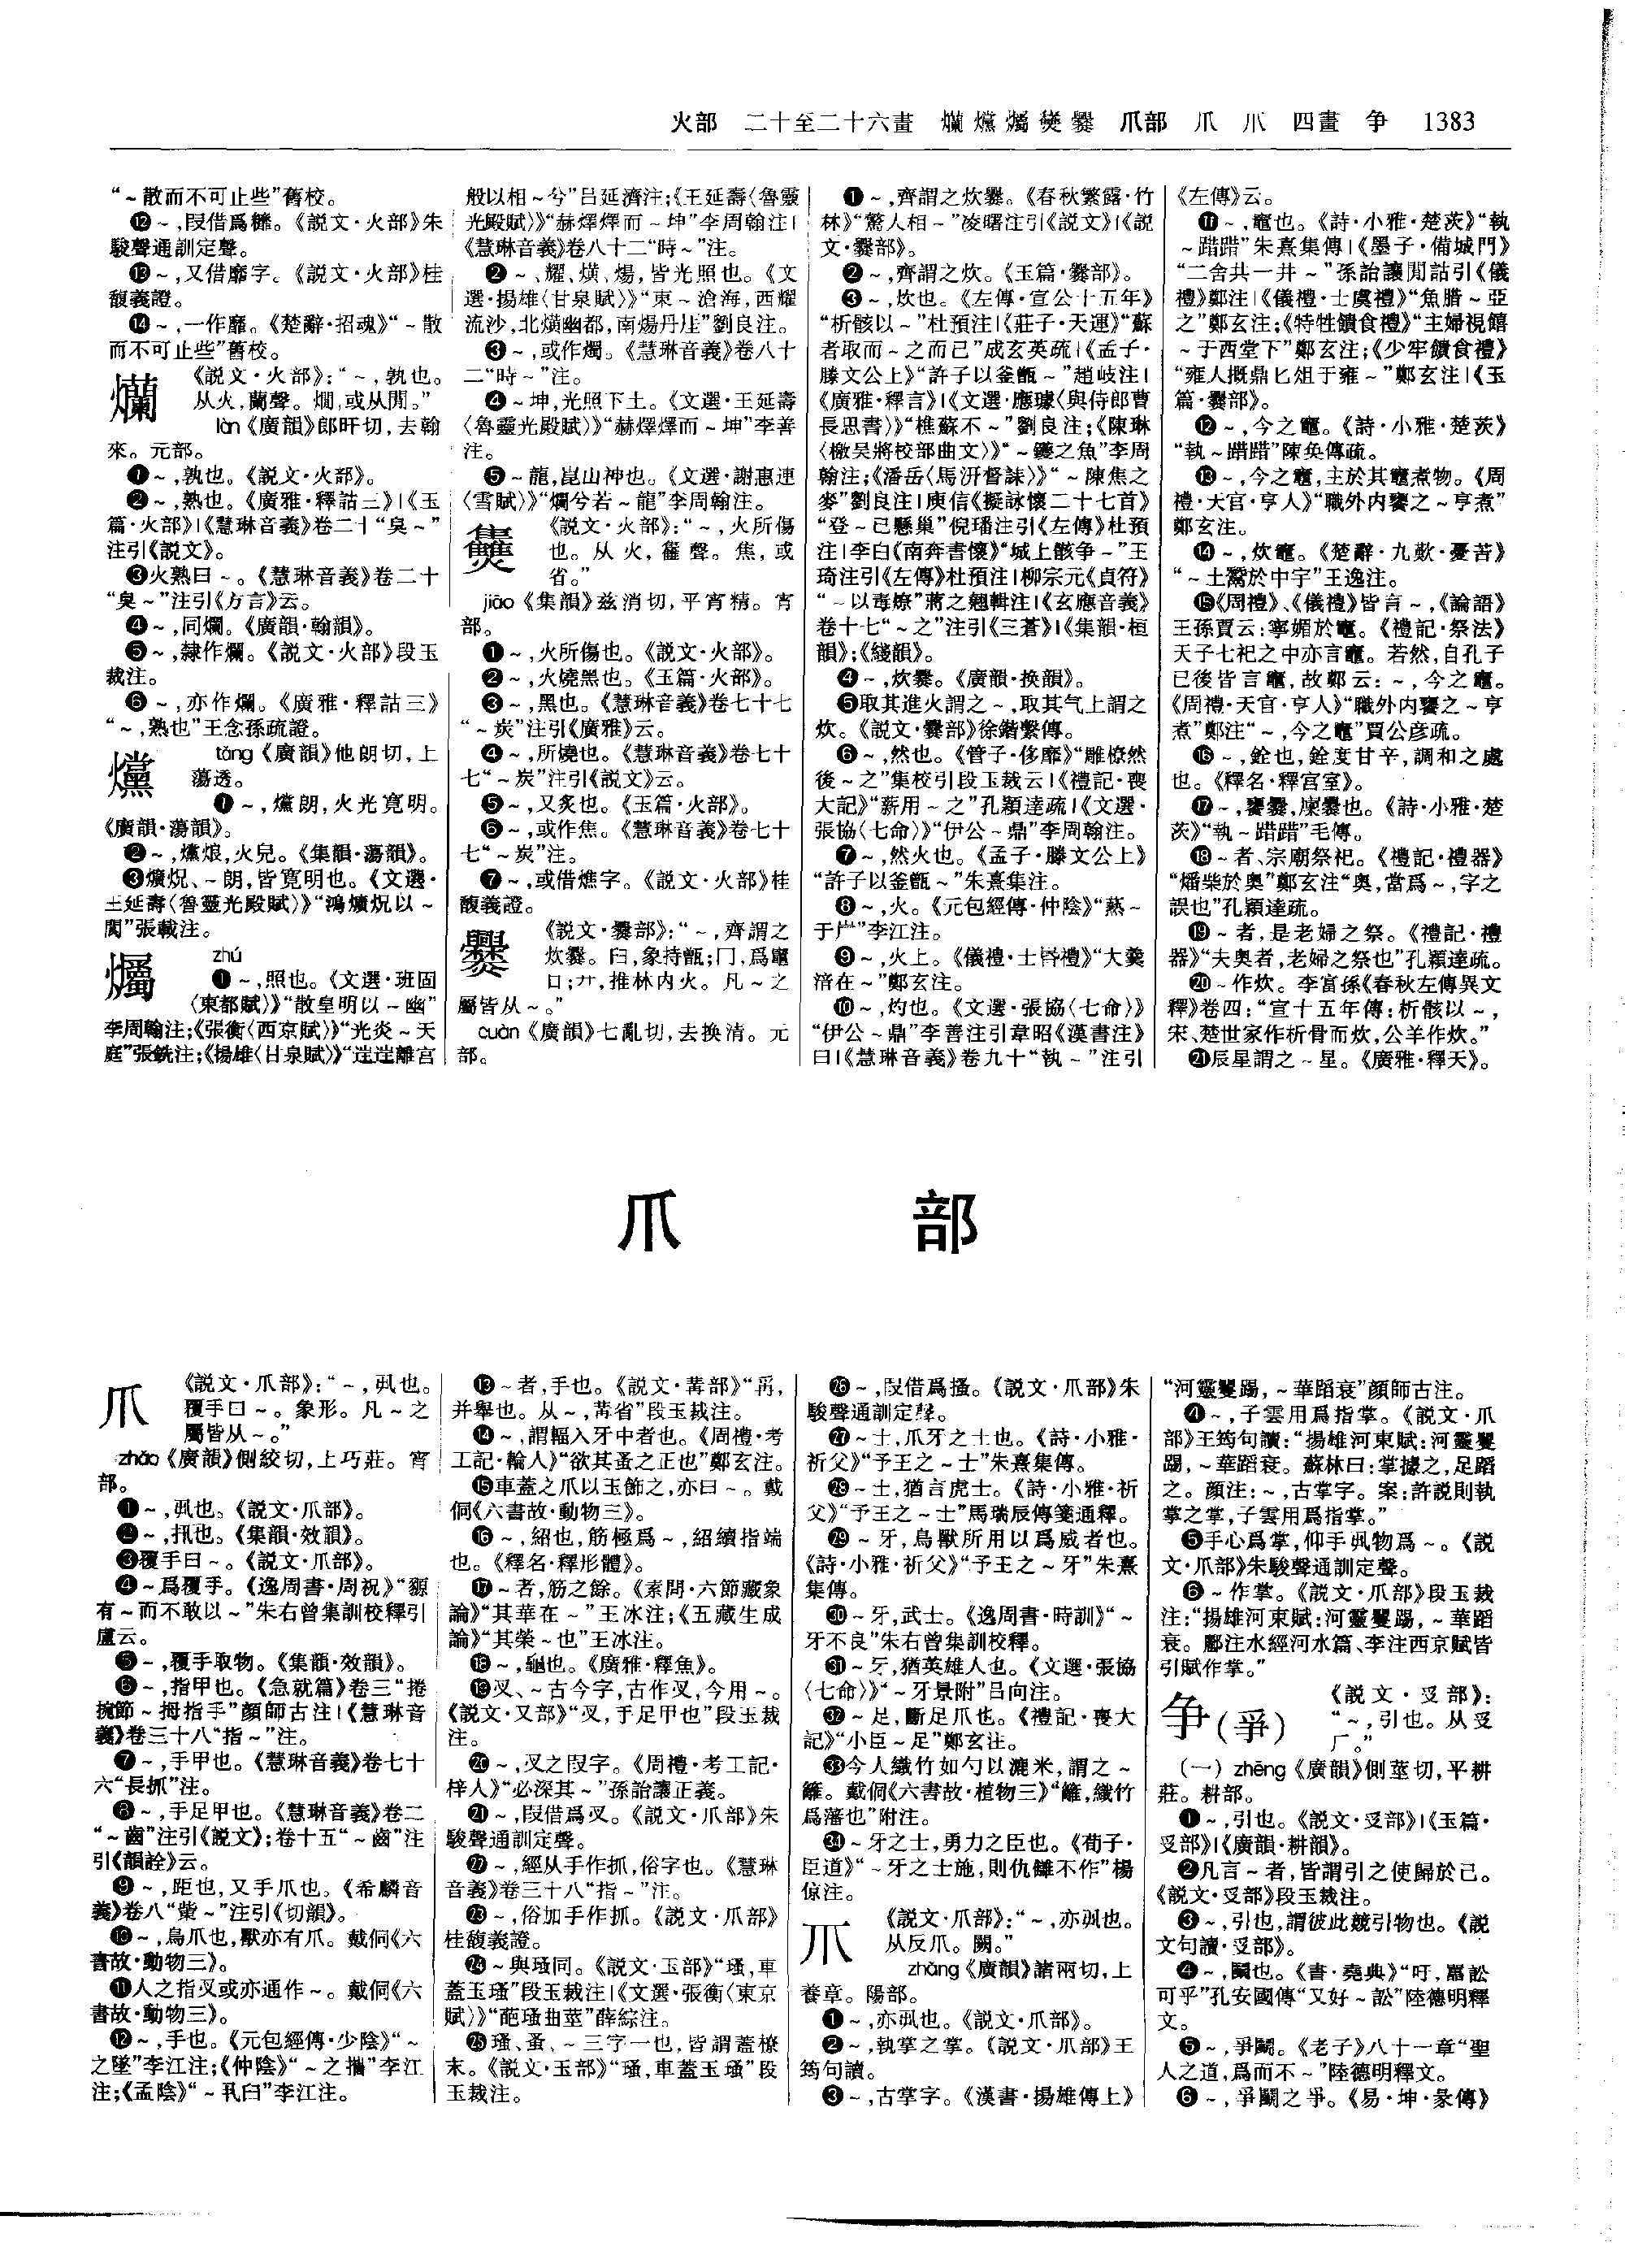 火部 二十至二十六畫 爤爣爥㸈爨 爪部 爪 爫 四畫 争 1383
“～散而不可止些”舊校。
⓬～,叚借爲糜。《説文·火部》朱
駿聲通訓定聲。
⓭～,又借靡字。《説文·火部》桂
馥義證。
⓮～,一作靡。《楚辭·招魂》“～散
而不可止些”舊校。
爤
《説文·火部》:“～,孰也。
从火,蘭聲。燗,或从閒。”
làn《廣韻》郎旰切,去翰
來。元部。
❶～,孰也。《説文·火部》。
❷～,熟也。《廣雅·釋詁三》|《玉
篇·火部》|《慧琳音義》卷二十“臭～”
注引《説文》。
❸火熟曰～。《慧琳音義》卷二十
“臭～”注引《方言》云。
❹～,同爛。《廣韻·翰韻》。
❺～,隸作爛。《説文·火部》段玉
裁注。
❻～,亦作爛。《廣雅·釋詁三》
“～,熟也”王念孫疏證。
爣
tǎng《廣韻》他朗切,上
蕩透。
❶～,爣朗,火光寬明。
《廣韻·蕩韻》。
❷～,爣烺,火皃。《集韻·蕩韻》。
❸爌炾、～朗,皆寬明也。《文選·
王延壽〈魯靈光殿賦〉》“鴻爌炾以～
閬”張載注。
爥
zhú
❶～,照也。《文選·班固
〈東都賦〉》“散皇明以～幽”
李周翰注;《張衡〈西京賦〉》“光炎～天
庭”張銑注;《揚雄〈甘泉賦〉》“迣迣離宮
般以相～兮”吕延濟注;《王延壽〈魯靈
光殿賦〉》“赫燡燡而～坤”李周翰注|
《慧琳音義》卷八十二“時～”注。
❷～、耀、熿、煬,皆光照也。《文
選·揚雄〈甘泉賦〉》“東～滄海,西耀
流沙,北熿幽都,南煬丹厓”劉良注。
❸～,或作燭。《慧琳音義》卷八十
二“時～”注。
❹～坤,光照下土。《文選·王延壽
〈魯靈光殿賦〉》“赫燡燡而～坤”李善
注。
❺～龍,崑山神也。《文選·謝惠連
〈雪賦〉》“爛兮若～龍”李周翰注。
《説文·火部》:“～,火所傷
也。从火,雥聲。焦,或
省。”
jiāo《集韻》兹消切,平宵精。宵
部。
❶～,火所傷也。《説文·火部》。
❷～,火燒黑也。《玉篇·火部》。
❸～,黑也。《慧琳音義》卷七十七
“～炭”注引《廣雅》云。
❹～,所燒也。《慧琳音義》卷七十
七“～炭”注引《説文》云。
❺～,又炙也。《玉篇·火部》。
❻～,或作焦。《慧琳音義》卷七十
七“～炭”注。
❼～,或借燋字。《説文·火部》桂
馥義證。
爨
《説文·爨部》:“～,齊謂之
炊爨。𦥑,象持甑;冂,爲竈
口;廾,推林内火。凡～之
屬皆从～。”
cuàn《廣韻》七亂切,去换清。元
部。
❶～,齊謂之炊爨。《春秋繁露·竹
林》“驚人相～”凌曙注引《説文》|《説
文·爨部》。
❷～,齊謂之炊。《玉篇·爨部》。
❸～,炊也。《左傳·宣公十五年》
“析骸以～”杜預注|《莊子·天運》“蘇
者取而～之而已”成玄英疏|《孟子·
滕文公上》“許子以釜甑～”趙岐注|
《廣雅·釋言》|《文選·應璩〈與侍郎曹
長思書〉》“樵蘇不～”劉良注;《陳琳
〈檄吴將校部曲文〉》“～鑊之魚”李周
翰注;《潘岳〈馬汧督誄〉》“～陳焦之
麥”劉良注|庾信《擬詠懷二十七首》
“登～已懸巢”倪璠注引《左傳》杜預
注|李白《南奔書懷》“城上骸争～”王
琦注引《左傳》杜預注|柳宗元《貞符》
“～以毒燎”蔣之翹輯注|《玄應音義》
卷十七“～之”注引《三蒼》|《集韻·桓
韻》;《綫韻》。
❹～,炊爨。《廣韻·换韻》。
❺取其進火謂之～,取其气上謂之
炊。《説文·爨部》徐鍇繫傳。
❻～,然也。《管子·侈靡》“雕橑然
後～之”集校引段玉裁云|《禮記·喪
大記》“薪用～之”孔穎達疏|《文選·
張協〈七命〉》“伊公～鼎”李周翰注。
❼～,然火也。《孟子·滕文公上》
“許子以釜甑～”朱熹集注。
❽～,火。《元包經傳·仲陰》“爇～
于屵”李江注。
❾～,火上。《儀禮·士昬禮》“大羹
湆在～”鄭玄注。
❿～,灼也。《文選·張協〈七命〉》
“伊公～鼎”李善注引韋昭《漢書注》
曰|《慧琳音義》卷九十“執～”注引
《左傳》云。
⓫～,竈也。《詩·小雅·楚茨》“執
～踖踖”朱熹集傳|《墨子·備城門》
“二舍共一井～”孫詒讓閒詁引《儀
禮》鄭注|《儀禮·士虞禮》“魚腊～亞
之”鄭玄注;《特牲饋食禮》“主婦視饎
～于西堂下”鄭玄注;《少牢饋食禮》
“雍人摡鼎匕俎于雍～”鄭玄注|《玉
篇·爨部》。
⓬～,今之竈。《詩·小雅·楚茨》
“執～踖踖”陳奂傳疏。
⓭～,今之竈,主於其竈煮物。《周
禮·天官·亨人》“職外内饔之～亨煮”
鄭玄注。
⓮～,炊竈。《楚辭·九歎·憂苦》
“～土鬵於中宇”王逸注。
⓯《周禮》、《儀禮》皆言～,《論語》
王孫賈云:寧媚於竈。《禮記·祭法》
天子七祀之中亦言竈。若然,自孔子
已後皆言竈,故鄭云:～,今之竈。
《周禮·天官·亨人》“職外内饔之～亨
煮”鄭注“～,今之竈”賈公彦疏。
⓰～,銓也,銓度甘辛,調和之處
也。《釋名·釋宮室》。
⓱～,饔爨,廪爨也。《詩·小雅·楚
茨》“執～踖踖”毛傳。
⓲～者、宗廟祭祀。《禮記·禮器》
“燔柴於奥”鄭玄注“奥,當爲～,字之
誤也”孔穎達疏。
⓳～者,是老婦之祭。《禮記·禮
器》“夫奥者,老婦之祭也”孔穎達疏。
⓴～作炊。李富孫《春秋左傳異文
釋》卷四:“宣十五年傳:析骸以～,
宋、楚世家作析骨而炊,公羊作炊。”
㉑辰星謂之～星。《廣雅·釋天》。
爪 部
爪
《説文·爪部》:“～,丮也。
覆手曰～。象形。凡～之
屬皆从～。”
zhǎo《廣韻》側絞切,上巧莊。宵
部。
❶～,丮也。《説文·爪部》。
❷～,抓也。《集韻·效韻》。
❸覆手曰～。《説文·爪部》。
❹～爲覆手。《逸周書·周祝》“豲
有～而不敢以～”朱右曾集訓校釋引
盧云。
❺～,覆手取物。《集韻·效韻》。
❻～,指甲也。《急就篇》卷三“捲
捥節～拇指手”顔師古注|《慧琳音
義》卷三十八“指～”注。
❼～,手甲也。《慧琳音義》卷七十
六“長抓”注。
❽～,手足甲也。《慧琳音義》卷二
“～齒”注引《説文》;卷十五“～齒”注
引《韻詮》云。
❾～,距也,又手爪也。《希麟音
義》卷八“觜～”注引《切韻》。
❿～,鳥爪也,獸亦有爪。戴侗《六
書故·動物三》。
⓫人之指叉或亦通作～。戴侗《六
書故·動物三》。
⓬～,手也。《元包經傳·少陰》“～
之墜”李江注;《仲陰》“～之攜”李江
注;《孟陰》“～乳臼”李江注。
⓭～者,手也。《説文·冓部》“爯,
并舉也。从～,冓省”段玉裁注。
⓮～,謂輻入牙中者也。《周禮·考
工記·輪人》“欲其蚤之正也”鄭玄注。
⓯車蓋之爪以玉飾之,亦曰～。戴
侗《六書故·動物三》。
⓰～,紹也,筋極爲～,紹續指端
也。《釋名·釋形體》。
⓱～者,筋之餘。《素問·六節藏象
論》“其華在～”王冰注;《五藏生成
論》“其榮～也”王冰注。
⓲～,龜也。《廣雅·釋魚》。
⓳叉、～古今字,古作叉,今用～。
《説文·又部》“叉,手足甲也”段玉裁
注。
⓴～,叉之叚字。《周禮·考工記·
梓人》“必深其～”孫詒讓正義。
㉑～,叚借爲叉。《説文·爪部》朱
駿聲通訓定聲。
㉒～,經从手作抓,俗字也。《慧琳
音義》卷三十八“指～”注。
㉓～,俗加手作抓。《説文·爪部》
桂馥義證。
㉔～與瑵同。《説文·玉部》“瑵,車
蓋玉瑵”段玉裁注|《文選·張衡〈東京
賦〉》“葩瑵曲莖”薛綜注。
㉕瑵、蚤、～三字一也,皆謂蓋橑
末。《説文·玉部》“瑵,車蓋玉瑵”段
玉裁注。
㉖～,叚借爲搔。《説文·爪部》朱
駿聲通訓定聲。
㉗～士,爪牙之士也。《詩·小雅·
祈父》“予王之～士”朱熹集傳。
㉘～士,猶言虎士。《詩·小雅·祈
父》“予王之～士”馬瑞辰傳箋通釋。
㉙～牙,鳥獸所用以爲威者也。
《詩·小雅·祈父》“予王之～牙”朱熹
集傳。
㉚～牙,武士。《逸周書·時訓》“～
牙不良”朱右曾集訓校釋。
㉛～牙,猶英雄人也。《文選·張協
〈七命〉》“～牙景附”吕向注。
㉜～足,斷足爪也。《禮記·喪大
記》“小臣～足”鄭玄注。
㉝今人織竹如勺以漉米,謂之～
籬。戴侗《六書故·植物三》“籬,織竹
爲藩也”附注。
㉞～牙之士,勇力之臣也。《荀子·
臣道》“～牙之士施,則仇讎不作”楊
倞注。
爫
《説文·爪部》:“～,亦丮也。
从反爪。闕。”
zhǎng《廣韻》諸兩切,上
養章。陽部。
❶～,亦丮也。《説文·爪部》。
❷～,執掌之掌。《説文·爪部》王
筠句讀。
❸～,古掌字。《漢書·揚雄傳上》
“河靈矍踢,～華蹈衰”顔師古注。
❹～,子雲用爲指掌。《説文·爪
部》王筠句讀:“揚雄河東賦:河靈矍
踢,～華蹈衰。蘇林曰:掌據之,足蹈
之。顔注:～,古掌字。案:許説則執
掌之掌,子雲用爲指掌。”
❺手心爲掌,仰手丮物爲～。《説
文·爪部》朱駿聲通訓定聲。
❻～作掌。《説文·爪部》段玉裁
注:“揚雄河東賦:河靈矍踢,～華蹈
衰。酈注水經河水篇、李注西京賦皆
引賦作掌。”
争(爭)
《説文·𠬪部》:
“～,引也。从𠬪
厂。”
(一) zhēng《廣韻》側莖切,平耕
莊。耕部。
❶～,引也。《説文·𠬪部》|《玉篇·
𠬪部》|《廣韻·耕韻》。
❷凡言～者,皆謂引之使歸於己。
《説文·𠬪部》段玉裁注。
❸～,引也,謂彼此競引物也。《説
文句讀·𠬪部》。
❹～,鬭也。《書·堯典》“吁,嚚訟
可乎”孔安國傳“又好～訟”陸德明釋
文。
❺～,爭鬭。《老子》八十一章“聖
人之道,爲而不～”陸德明釋文。
❻～,爭鬭之爭。《易·坤·彖傳》